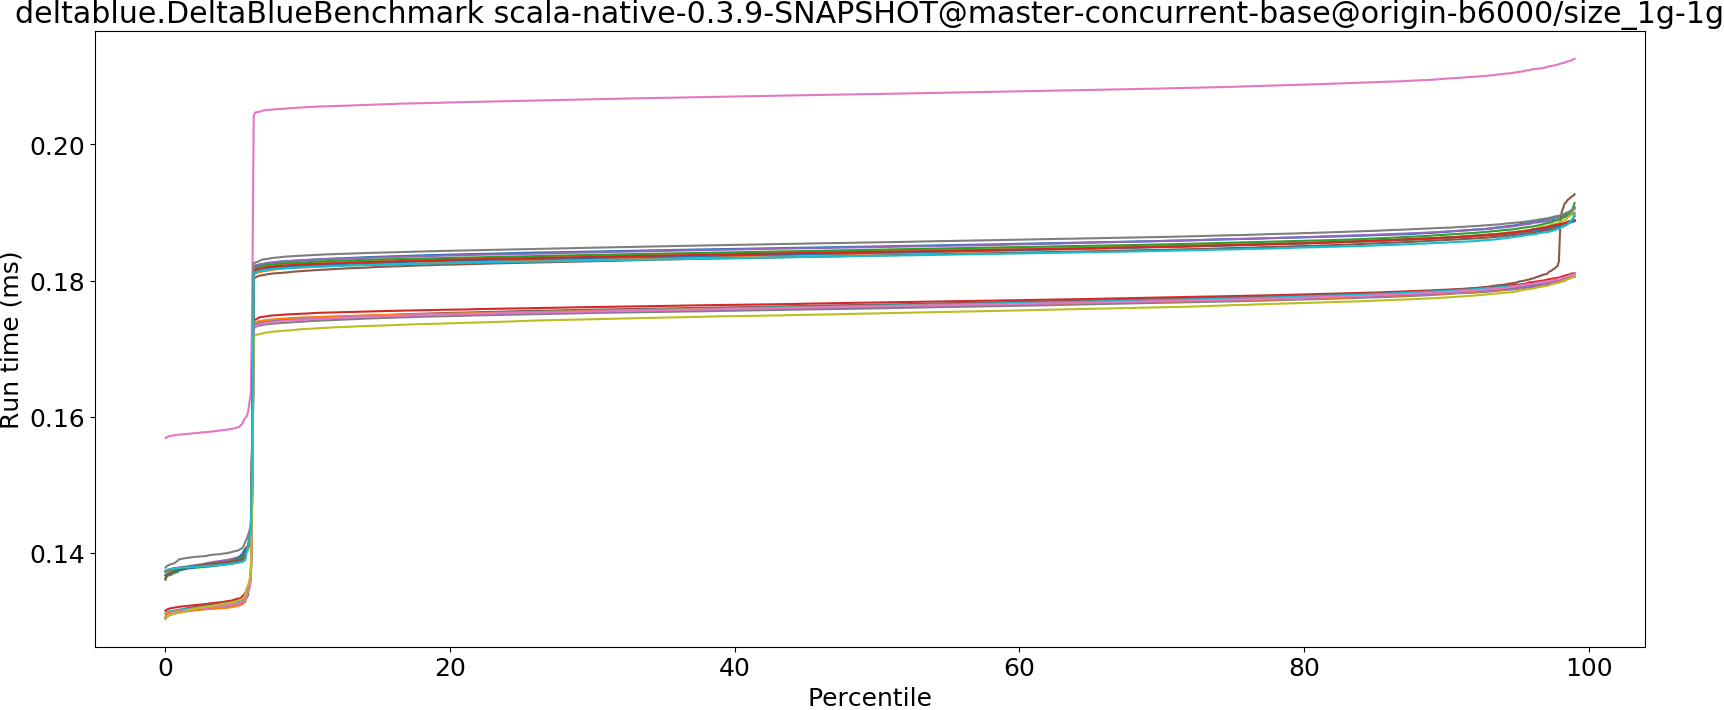 deltablue.DeltaBlueBenchmark scala-native-0.3.9-SNAPSHOT@master-concurrent-base@origin-b6000/size_1g-1g
Run time (ms)
0.20
0.18
0.16
0.14
0 20 40 60 80 100
Percentile